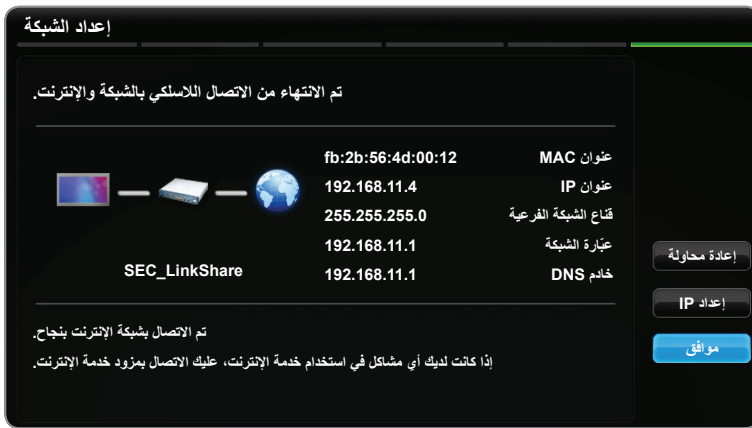 إعداد الشبكة
تم الانتهاء من الاتصال اللاسلكي بالشبكة والإنترنت.
عنوان MAC fb:2b:56:4d:00:12
عنوان IP 192.168.11.4
قناع الشبكة الفرعية 255.255.255.0
عبّارة الشبكة 192.168.11.1
خادم DNS 192.168.11.1
SEC_LinkShare
تم الاتصال بشبكة الإنترنت بنجاح.
إذا كانت لديك أي مشاكل في استخدام خدمة الإنترنت، عليك الاتصال بمزود خدمة الإنترنت.
إعادة محاولة
إعداد IP
موافق